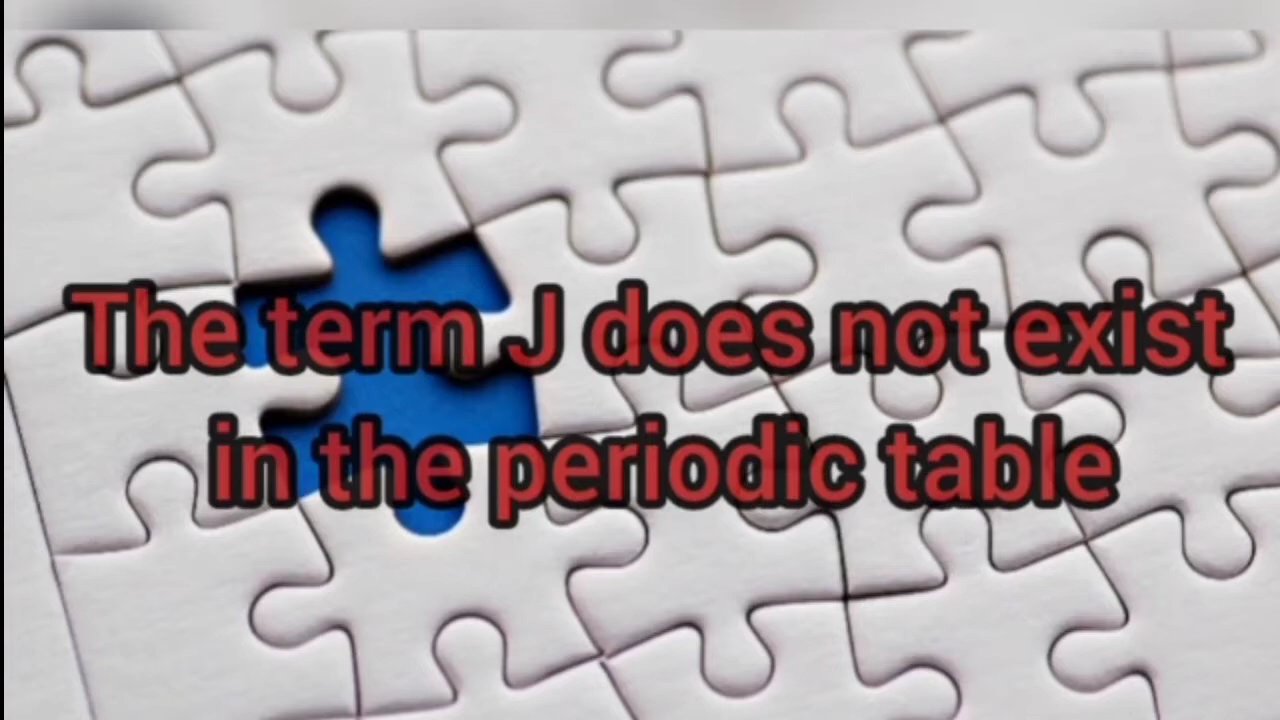 The term J does not exist
in the periodic table